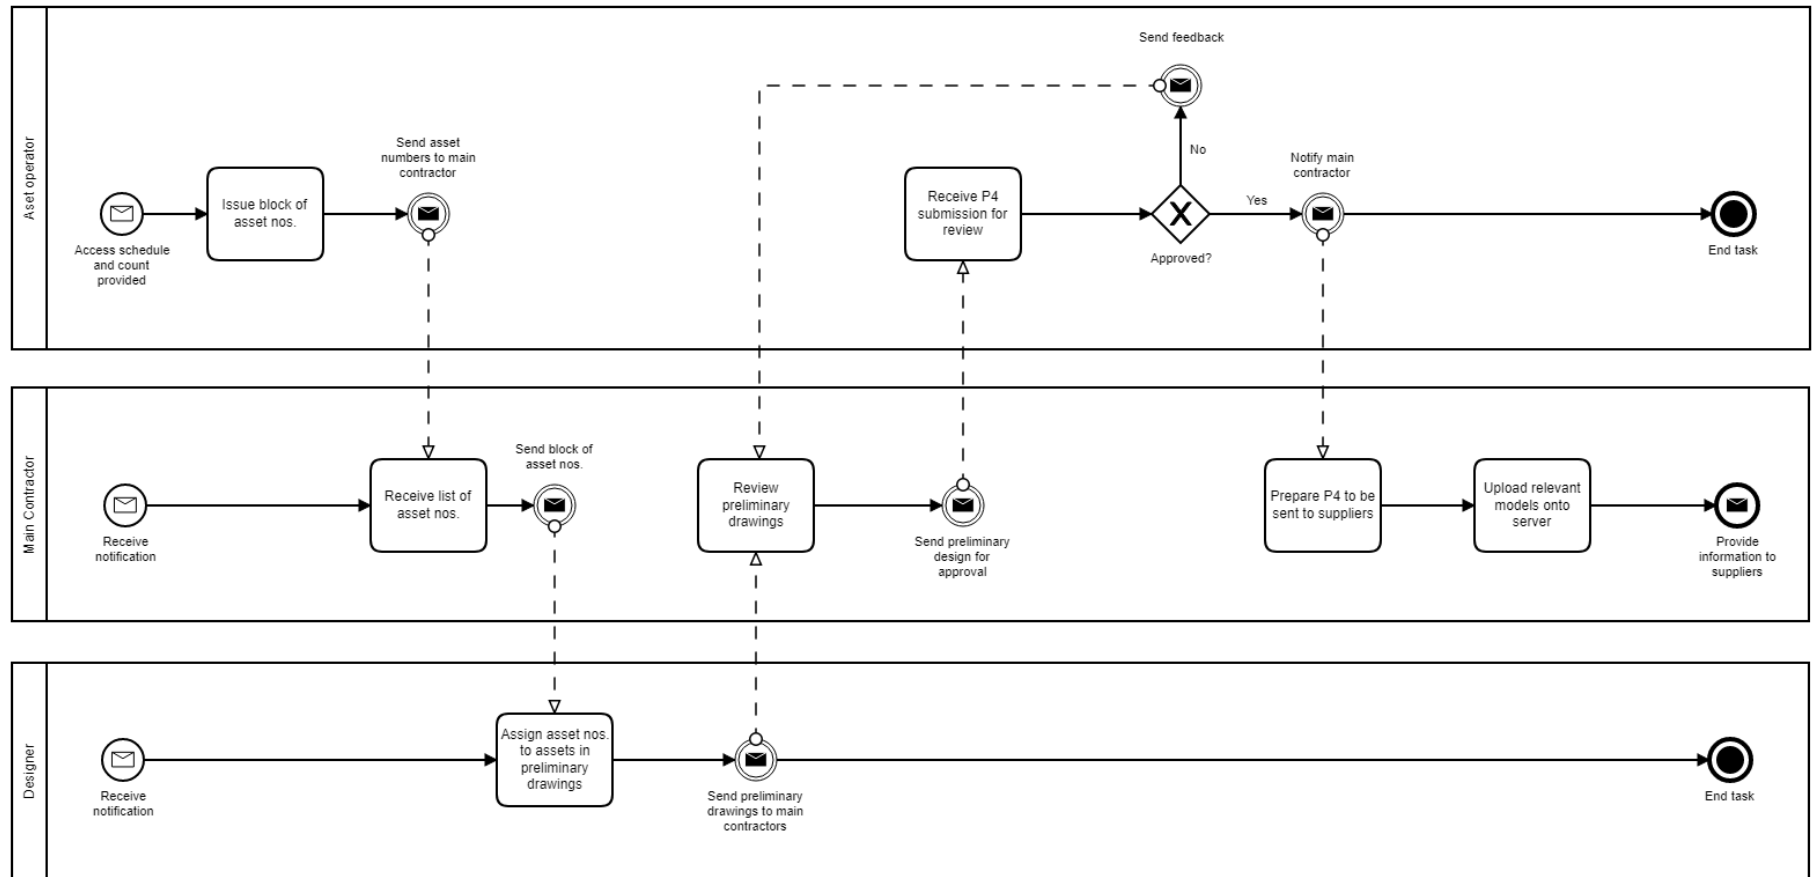 Aset operator
Send feedback
Send asset
numbers to main
contractor
No
Notify main
contractor
Issue block of
asset nos.
Receive P4
submission for
review
X
Yes
Access schedule
and count
provided
Approved?
End task
Main Contractor
Send block of
asset nos.
Receive list of
asset nos.
Review
preliminary
drawings
Prepare P4 to be
sent to suppliers
Upload relevant
models onto
server
Receive
notification
Send preliminary
design for
approval
Provide
information to
suppliers
Designer
Assign asset nos.
to assets in
preliminary
drawings
Receive
notification
Send preliminary
drawings to main
contractors
End task